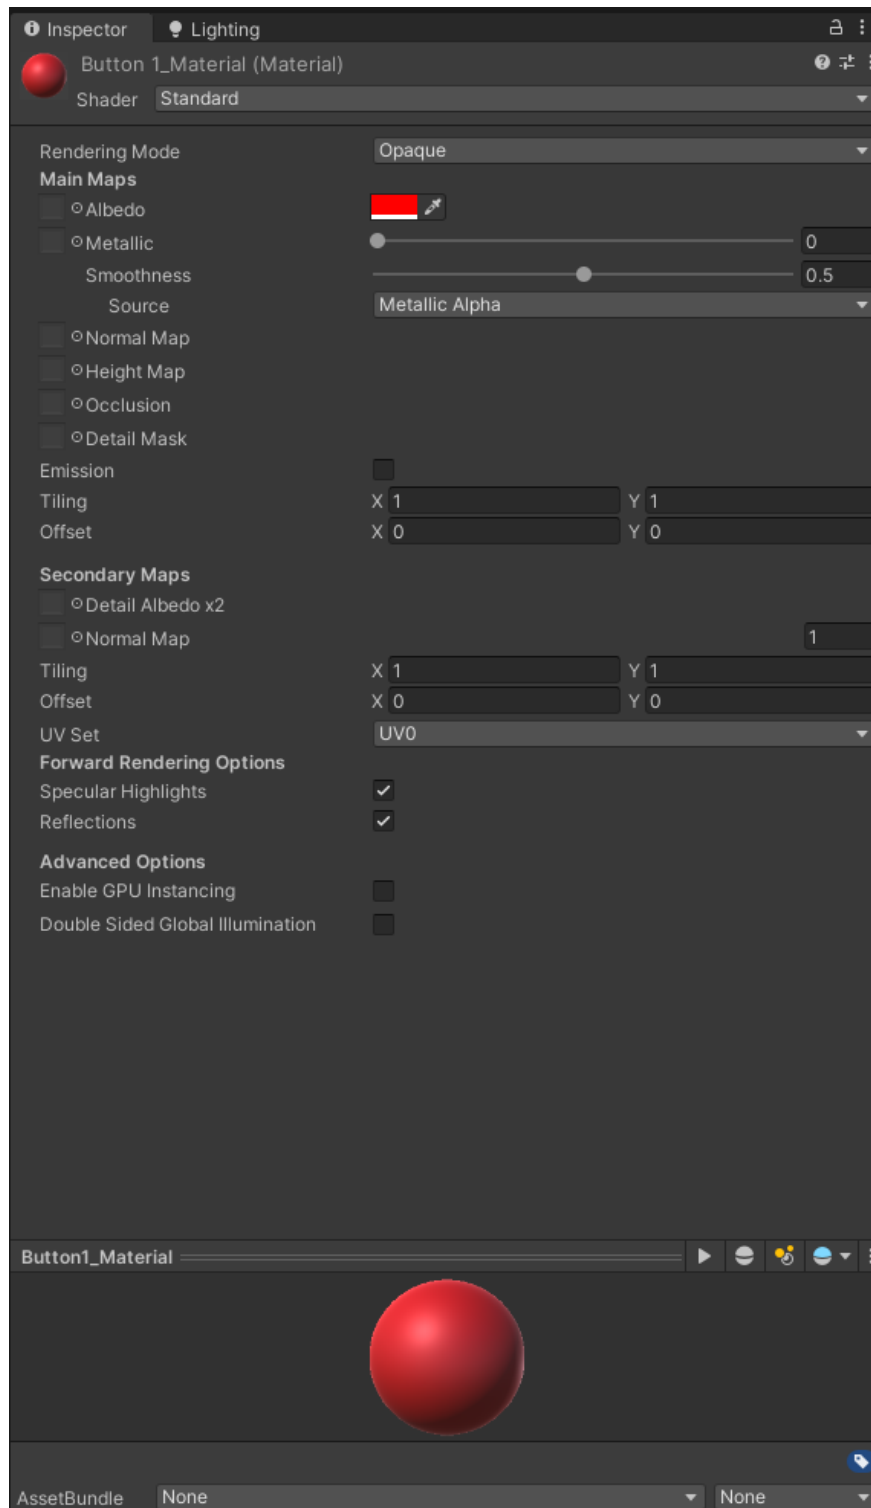 Inspector Lighting
Button 1_Material (Material)
Shader Standard
Rendering Mode Opaque
Main Maps
Albedo
Metallic 0
Smoothness 0.5
Source Metallic Alpha
Normal Map
Height Map
Occlusion
Detail Mask
Emission
Tiling X 1 Y 1
Offset X 0 Y 0
Secondary Maps
Detail Albedo x2
Normal Map 1
Tiling X 1 Y 1
Offset X 0 Y 0
UV Set UV0
Forward Rendering Options
Specular Highlights
Reflections
Advanced Options
Enable GPU Instancing
Double Sided Global Illumination
Button1_Material
AssetBundle None None